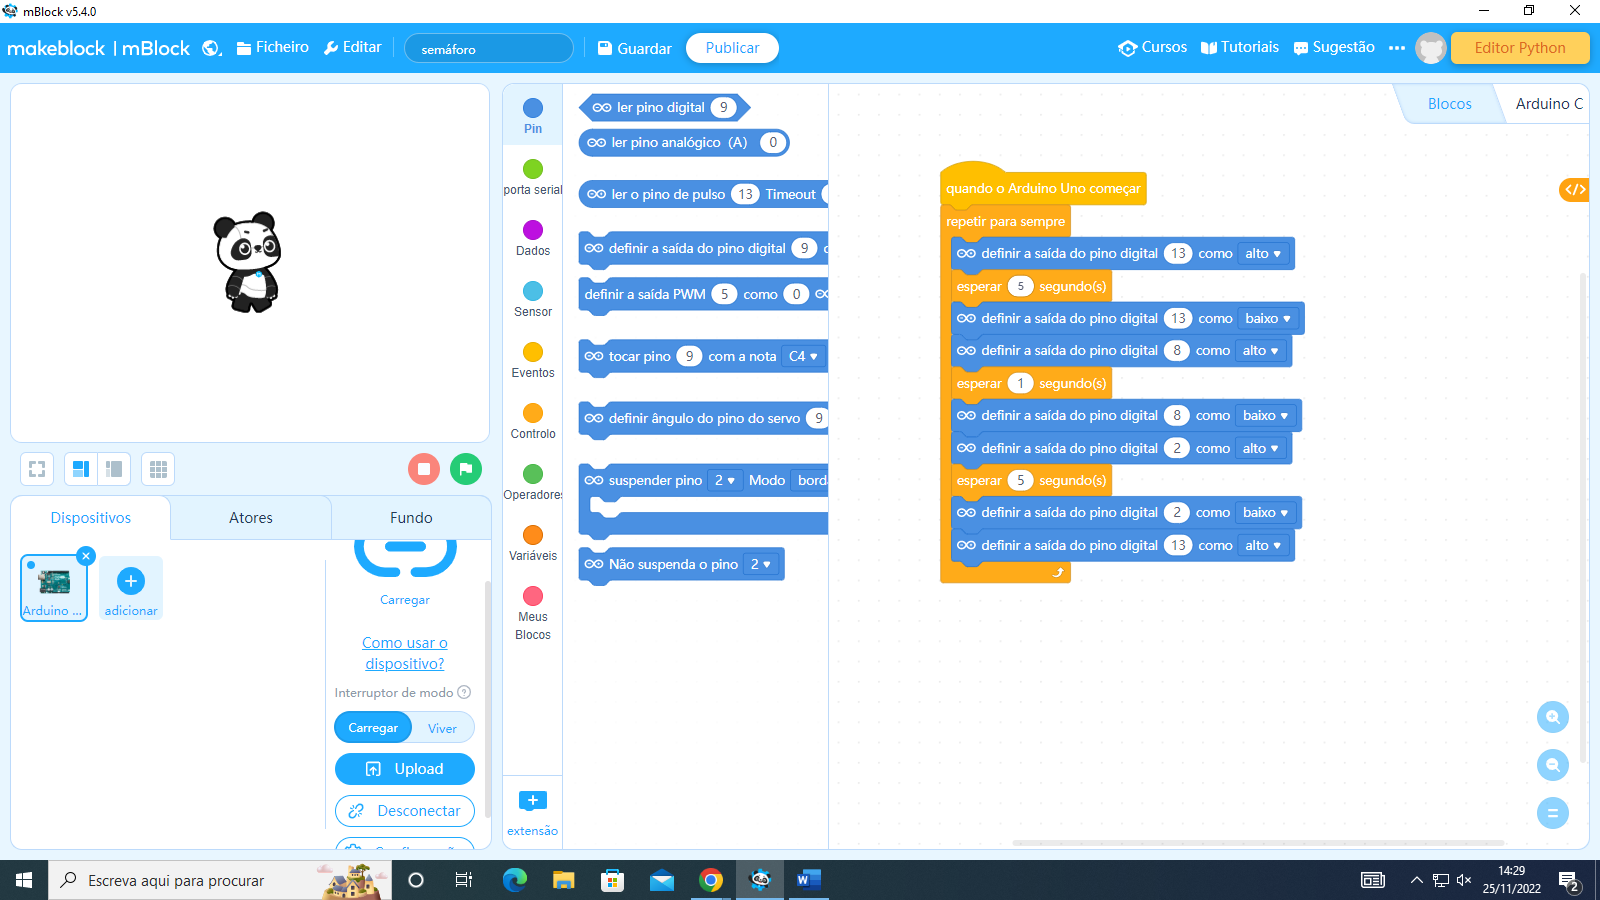 mBlock v5.4.0
makeblock | mBlock
Ficheiro
Editar
semáforo
Guardar
Publicar
Cursos
Tutoriais
Sugestão
Editor Python
Pin
porta serial
Dados
Sensor
Eventos
Controlo
Operadores
Variáveis
Meus
Blocos
extensão
ler pino digital 9
ler pino analógico (A) 0
ler o pino de pulso 13 Timeout
definir a saída do pino digital 9
definir a saída PWM 5 como 0
tocar pino 9 com a nota C4
definir ângulo do pino do servo 9
suspender pino 2 Modo bord
Não suspenda o pino 2
Blocos
Arduino C
quando o Arduino Uno começar
repetir para sempre
definir a saída do pino digital 13 como alto
esperar 5 segundo(s)
definir a saída do pino digital 13 como baixo
definir a saída do pino digital 8 como alto
esperar 1 segundo(s)
definir a saída do pino digital 8 como baixo
definir a saída do pino digital 2 como alto
esperar 5 segundo(s)
definir a saída do pino digital 2 como baixo
definir a saída do pino digital 13 como alto
Dispositivos
Atores
Fundo
Arduino ...
adicionar
Carregar
Como usar o
dispositivo?
Interruptor de modo ?
Carregar
Viver
Upload
Desconectar
Escreva aqui para procurar
14:29
25/11/2022
2